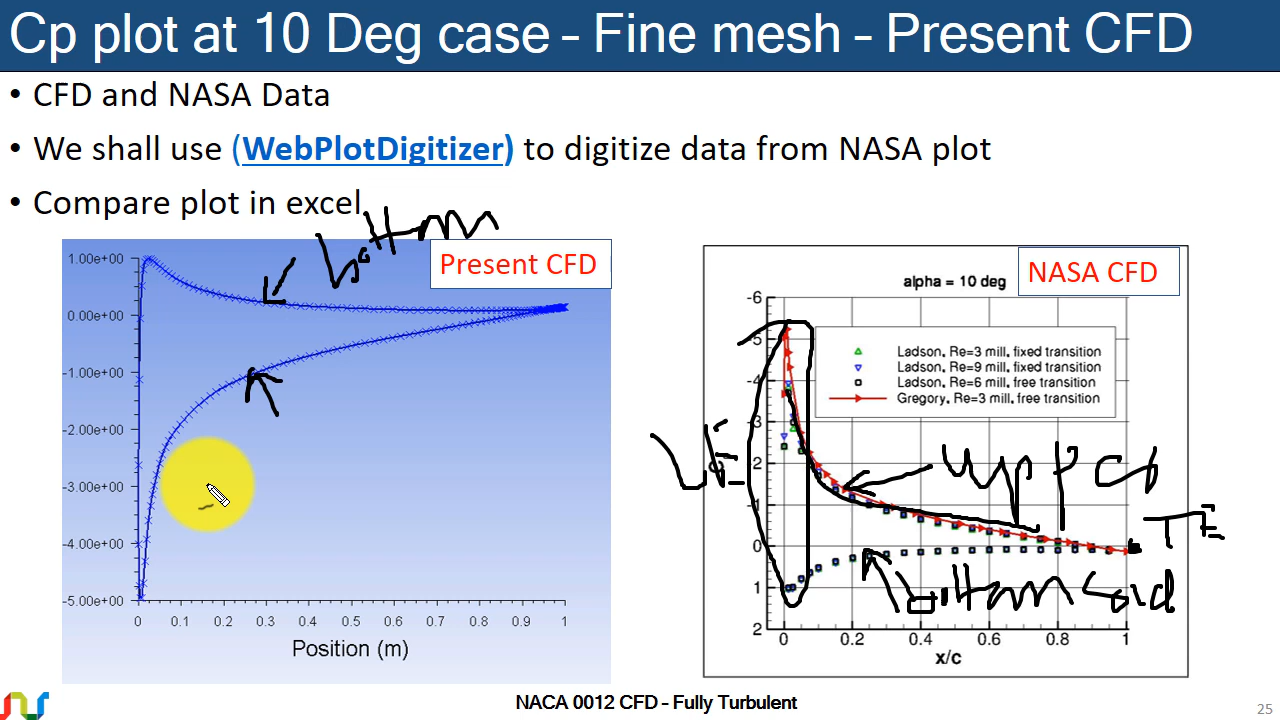 Cp plot at 10 Deg case – Fine mesh – Present CFD
• CFD and NASA Data
• We shall use (WebPlotDigitizer) to digitize data from NASA plot
• Compare plot in excel
bottom
Present CFD
1.00e+00
0.00e+00
-1.00e+00
-2.00e+00
-3.00e+00
-4.00e+00
-5.00e+00
0 0.1 0.2 0.3 0.4 0.5 0.6 0.7 0.8 0.9 1
Position (m)
NASA CFD
alpha = 10 deg
-6
-5
-4
-3
2
1
0
1
2
Ladson, Re=3 mill, fixed transition
Ladson, Re=9 mill, fixed transition
Ladson, Re=6 mill, free transition
Gregory, Re=3 mill, free transition
upper
TE
bottom
0 0.2 0.4 0.6 0.8 1
x/c
NACA 0012 CFD – Fully Turbulent
25